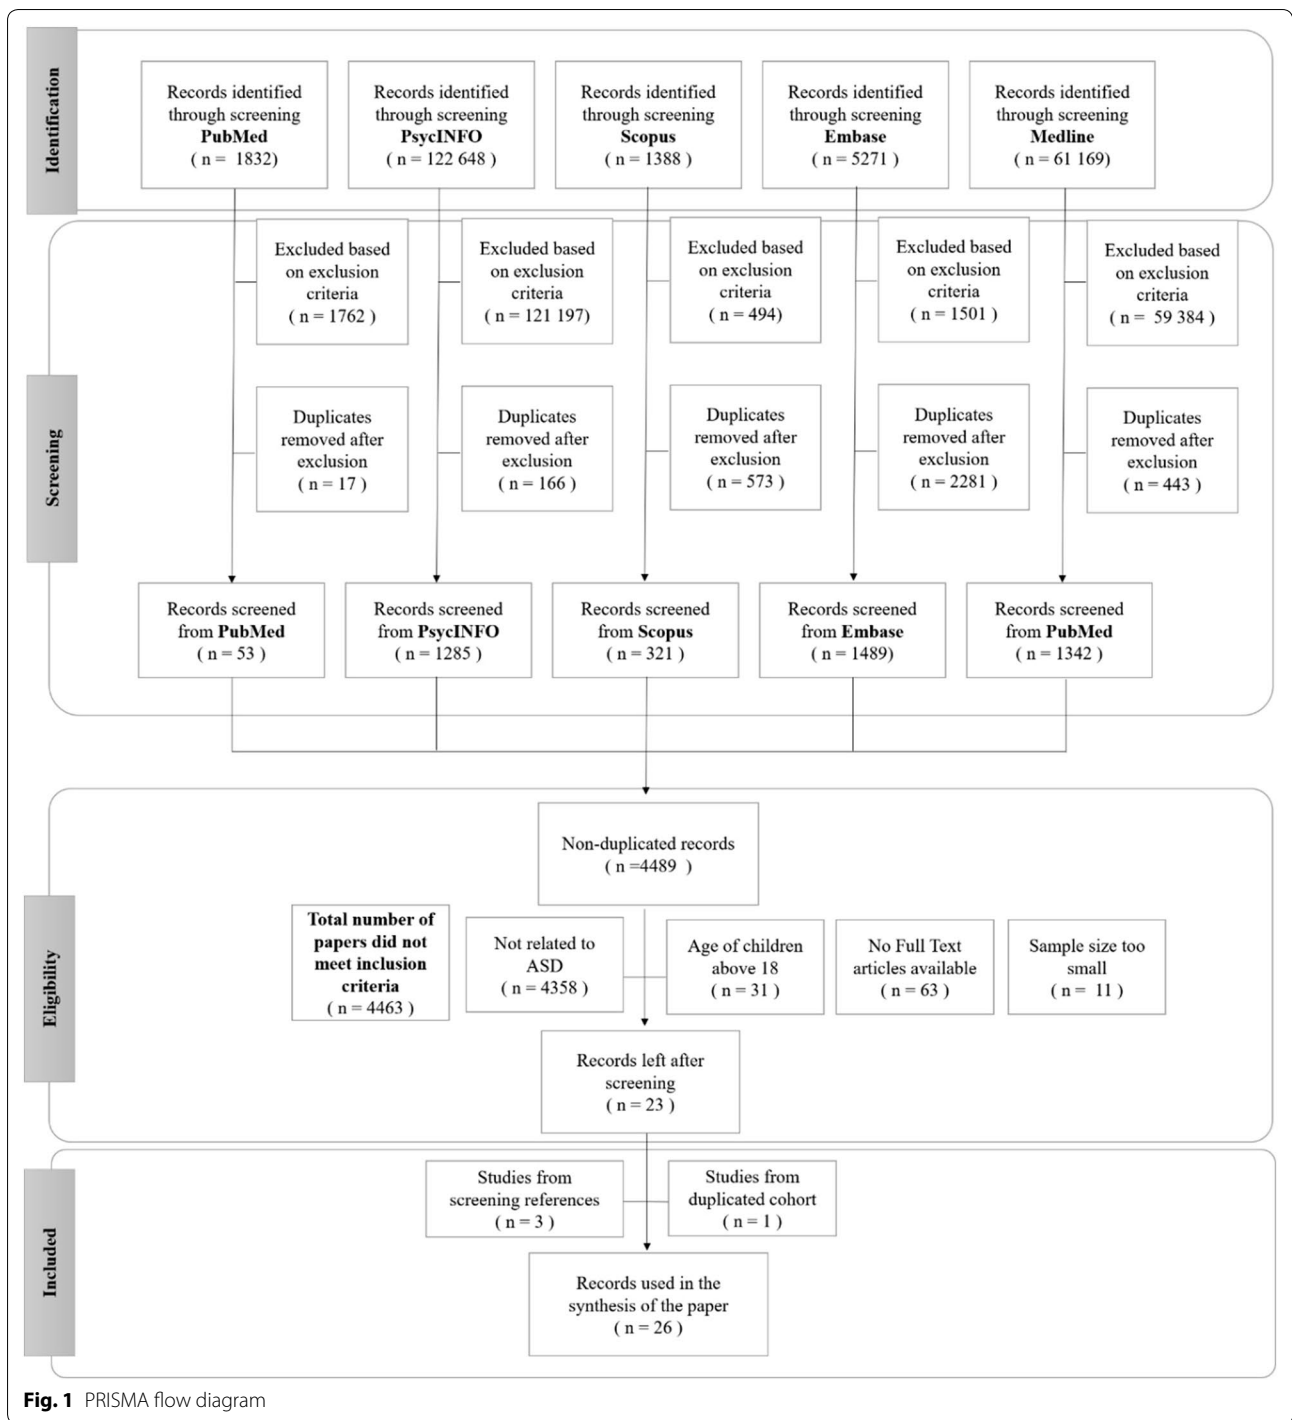 Identification
Records identified
through screening
PubMed
( n = 1832)
Records identified
through screening
PsycINFO
( n = 122 648)
Records identified
through screening
Scopus
( n = 1388)
Records identified
through screening
Embase
( n = 5271)
Records identified
through screening
Medline
( n = 61 169)
Screening
Excluded based
on exclusion
criteria
( n = 1762 )
Excluded based
on exclusion
criteria
( n = 121 197)
Excluded based
on exclusion
criteria
( n = 494)
Excluded based
on exclusion
criteria
( n = 1501 )
Excluded based
on exclusion
criteria
( n = 59 384 )
Duplicates
removed after
exclusion
( n = 17 )
Duplicates
removed after
exclusion
( n = 166 )
Duplicates
removed after
exclusion
( n = 573 )
Duplicates
removed after
exclusion
( n = 2281 )
Duplicates
removed after
exclusion
( n = 443 )
Records screened
from PubMed
( n = 53 )
Records screened
from PsycINFO
( n = 1285 )
Records screened
from Scopus
( n = 321 )
Records screened
from Embase
( n = 1489)
Records screened
from PubMed
( n = 1342 )
Eligibility
Non-duplicated records
( n =4489 )
Total number of
papers did not
meet inclusion
criteria
( n = 4463 )
Not related to
ASD
( n = 4358 )
Age of children
above 18
( n = 31 )
No Full Text
articles available
( n = 63 )
Sample size too
small
( n = 11 )
Records left after
screening
( n = 23 )
Included
Studies from
screening references
( n = 3 )
Studies from
duplicated cohort
( n = 1 )
Records used in the
synthesis of the paper
( n = 26 )
Fig. 1 PRISMA flow diagram